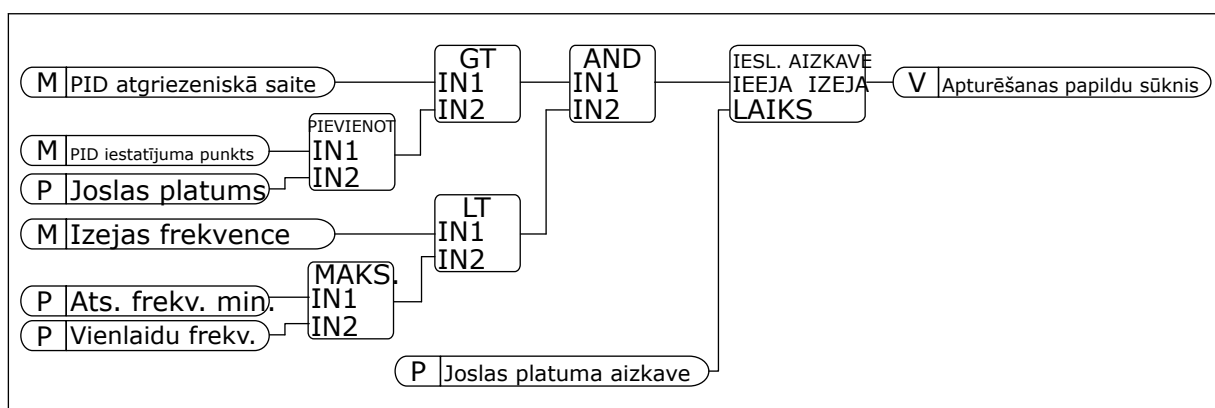 GT
IN1
IN2
AND
IN1
IN2
IESL. AIZKAVE
IEEJA IZEJA
LAIKS
M PID atgriezeniskā saite
V Apturēšanas papildu sūknis
PIEVIENOT
IN1
IN2
M PID iestatījuma punkts
P Joslas platums
LT
IN1
IN2
M Izejas frekvence
MAKS.
IN1
IN2
P Ats. frekv. min.
P Vienlaidu frekv.
P Joslas platuma aizkave